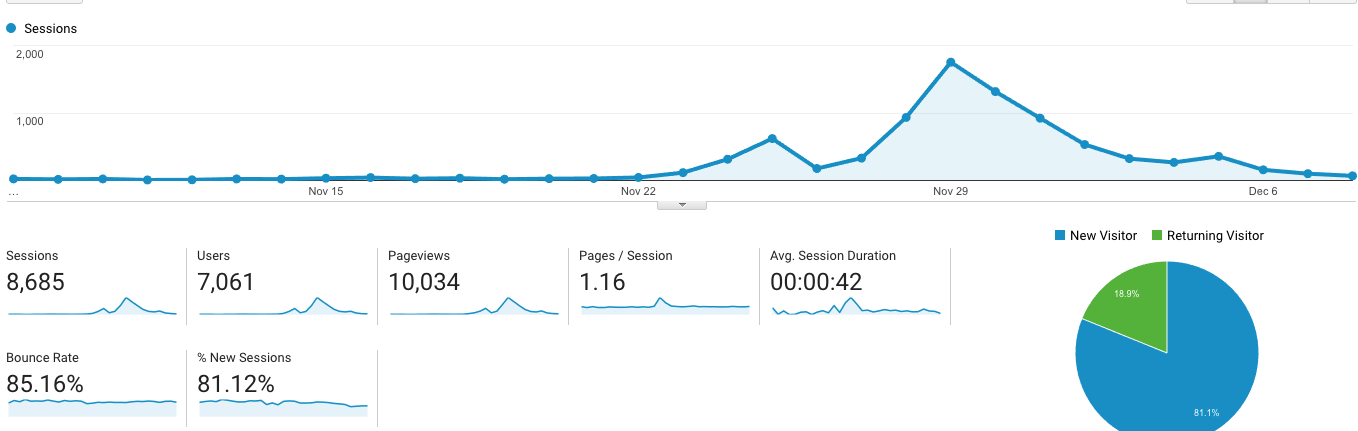 Sessions
2,000
1,000
...
Nov 15
Nov 22
Nov 29
Dec 6
New Visitor
Returning Visitor
Sessions
8,685
Users
7,061
Pageviews
10,034
Pages / Session
1.16
Avg. Session Duration
00:00:42
18.9%
Bounce Rate
85.16%
% New Sessions
81.12%
81.1%